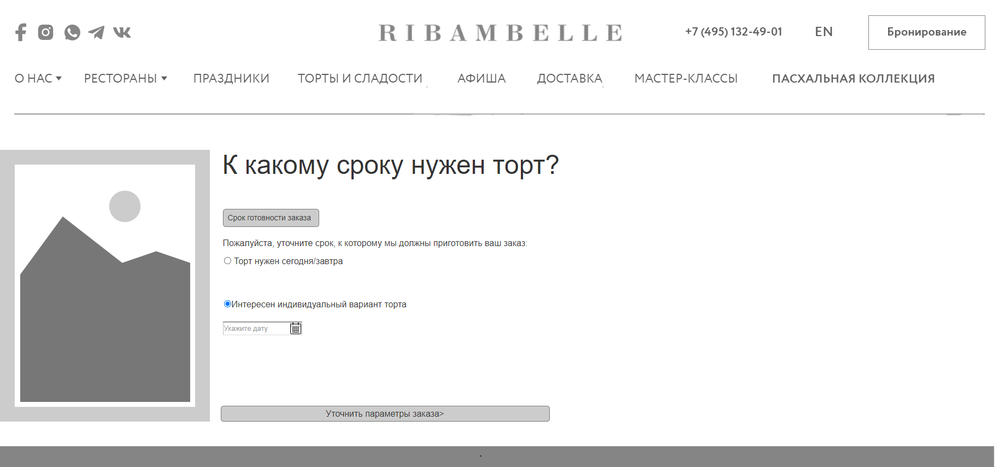 RIBAMBELLE
+7 (495) 132-49-01
EN
Бронирование
О НАС
РЕСТОРАНЫ
ПРАЗДНИКИ
ТОРТЫ И СЛАДОСТИ
АФИША
ДОСТАВКА
МАСТЕР-КЛАССЫ
ПАСХАЛЬНАЯ КОЛЛЕКЦИЯ
К какому сроку нужен торт?
Срок готовности заказа
Пожалуйста, уточните срок, к которому мы должны приготовить ваш заказ:
Торт нужен сегодня/завтра
Интересен индивидуальный вариант торта
Укажите дату
Уточнить параметры заказа>